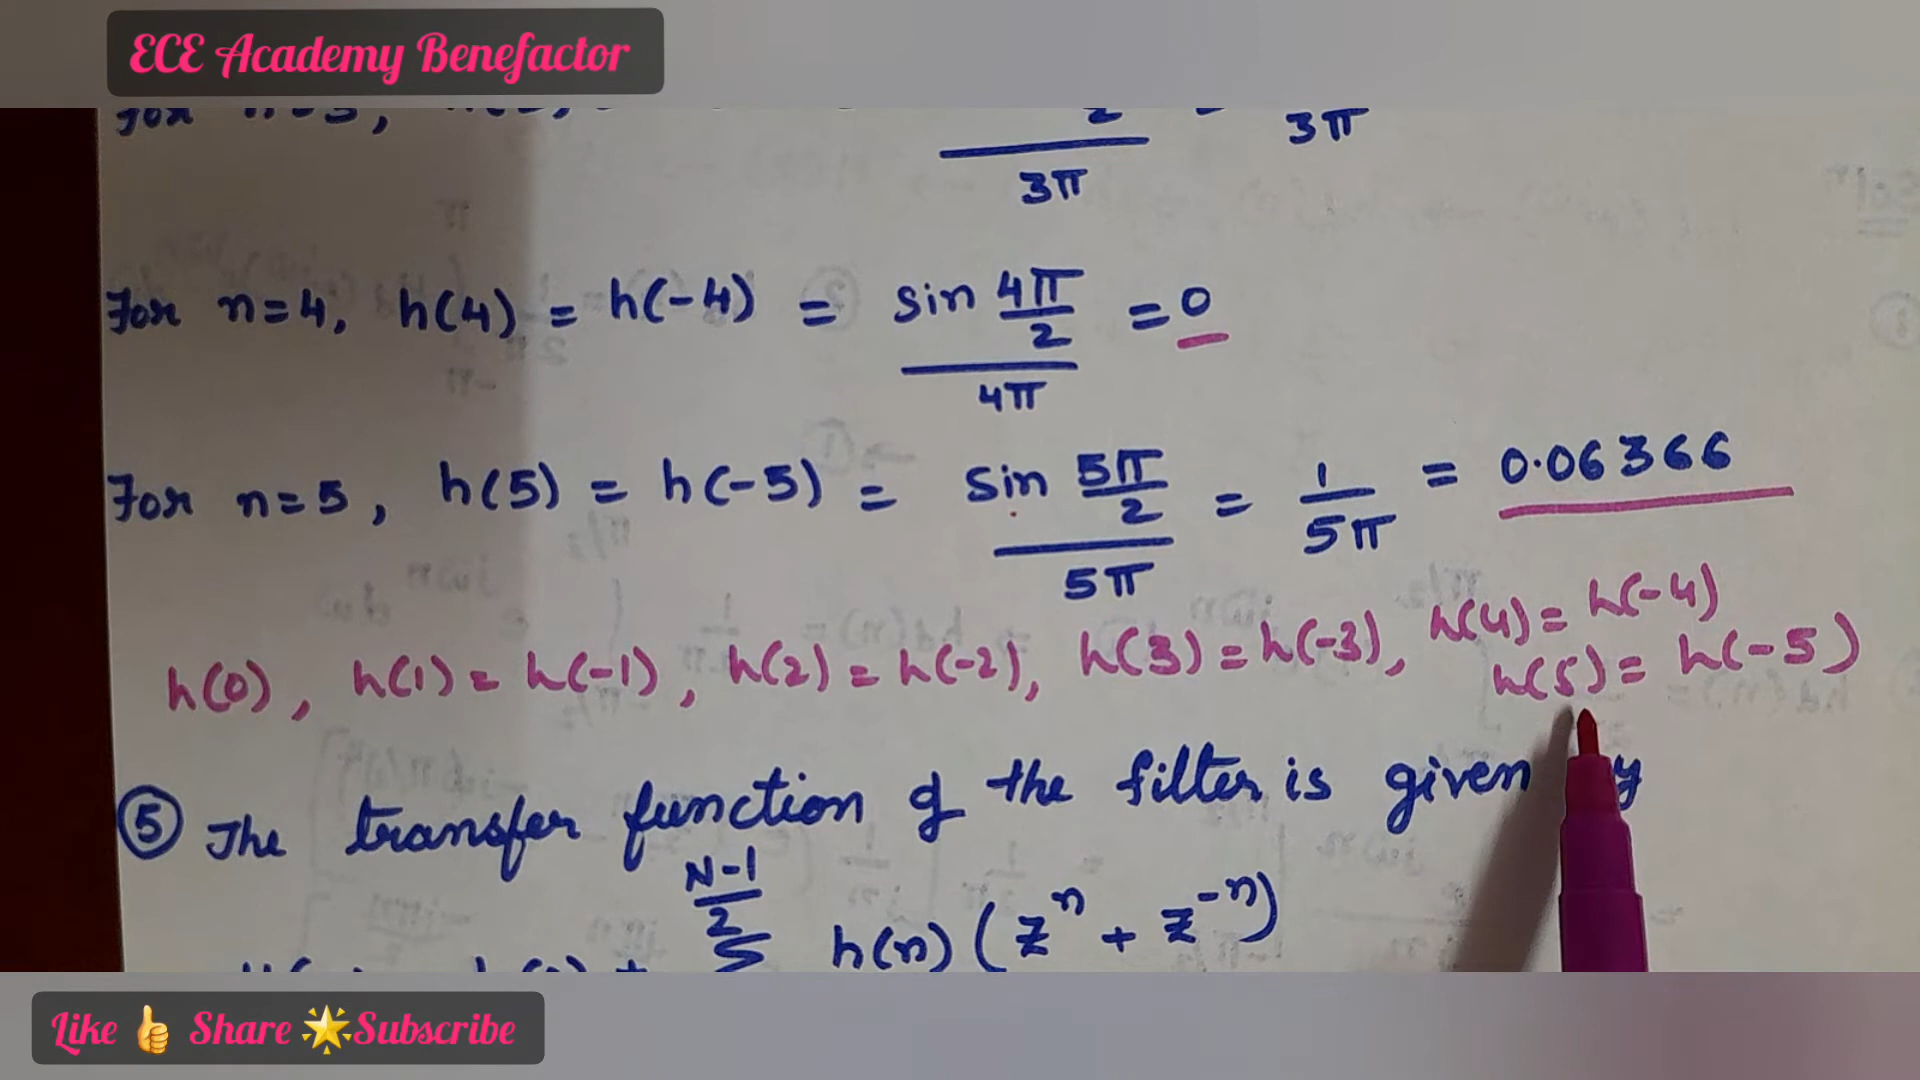 ECE Academy Benefactor
For n=3,
3π
3π
For n=4, h(4) = h(-4) = sin 4π/2 / 4π = 0
For n=5, h(5) = h(-5) = sin 5π/2 / 5π = 1/5π = 0.06366
h(0), h(1) = h(-1), h(2) = h(-2), h(3) = h(-3), h(4) = h(-4)
h(5) = h(-5)
⑤ The transfer function of the filter is given
N-1/2
Σ h(n) (z^n + z^-n)
Like 👍 Share 🌟Subscribe